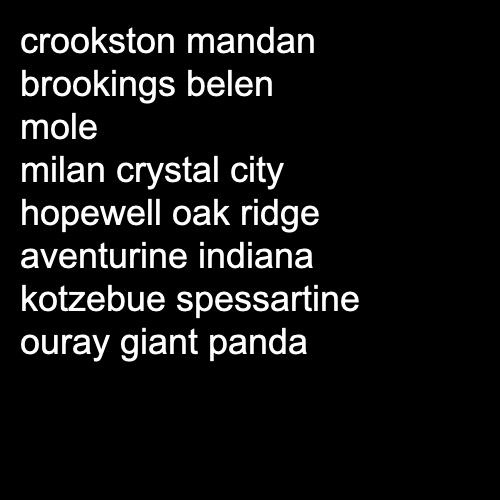 crookston mandan
brookings belen
mole
milan crystal city
hopewell oak ridge
aventurine indiana
kotzebue spessartine
ouray giant panda